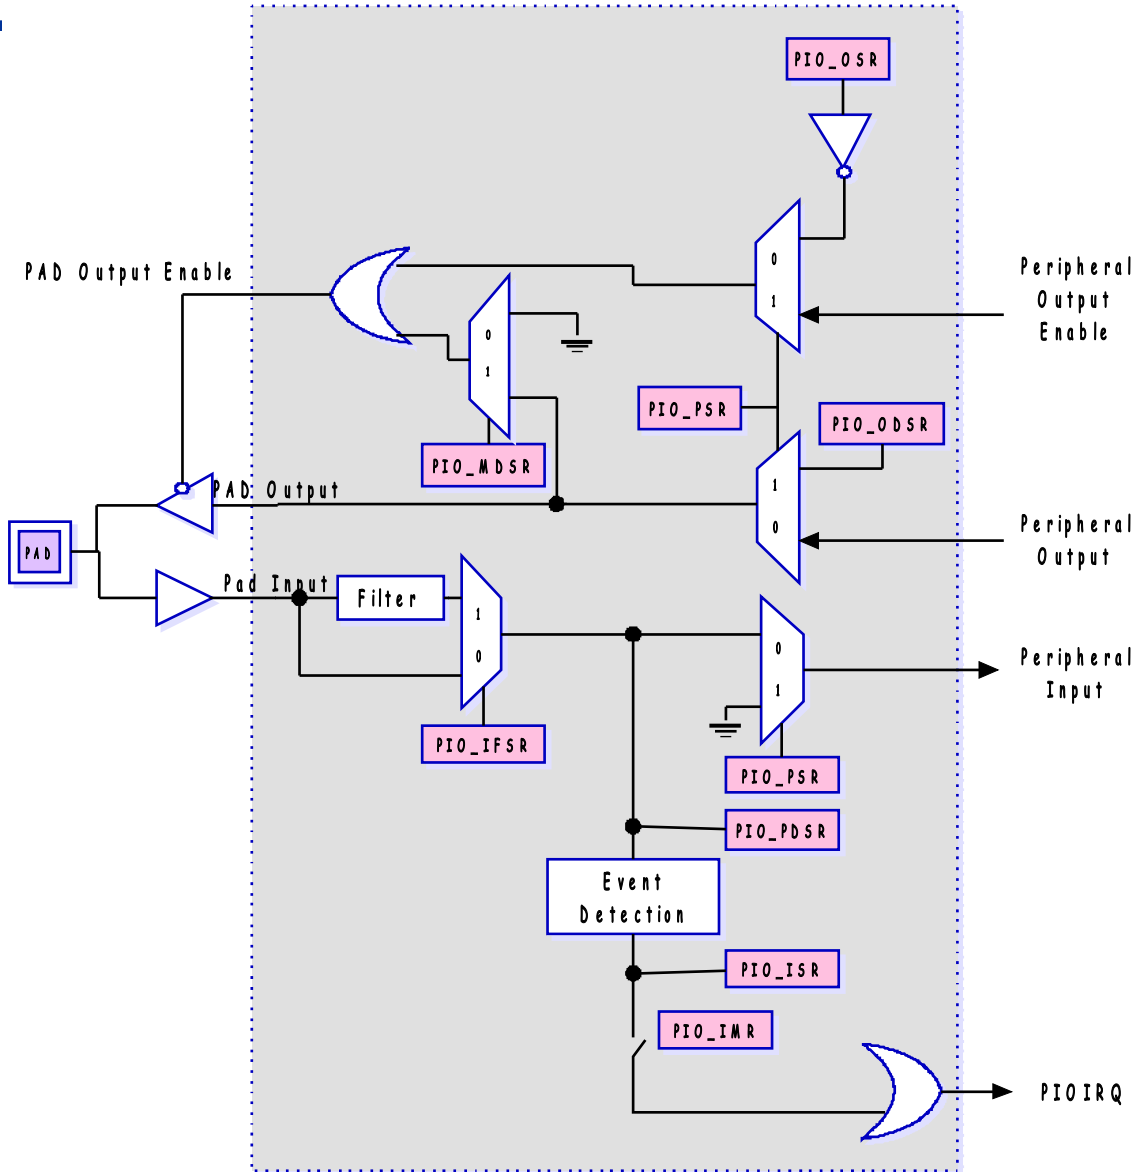 PIO_OSR
PAD Output Enable
0
1
Peripheral
Output
Enable
0
1
PIO_PSR
PIO_ODSR
PIO_MDSR
PAD Output
1
0
Peripheral
Output
PAD
Pad Input
Filter
1
0
0
1
Peripheral
Input
PIO_IFSR
PIO_PSR
PIO_PDSR
Event
Detection
PIO_ISR
PIO_IMR
PIOIRQ